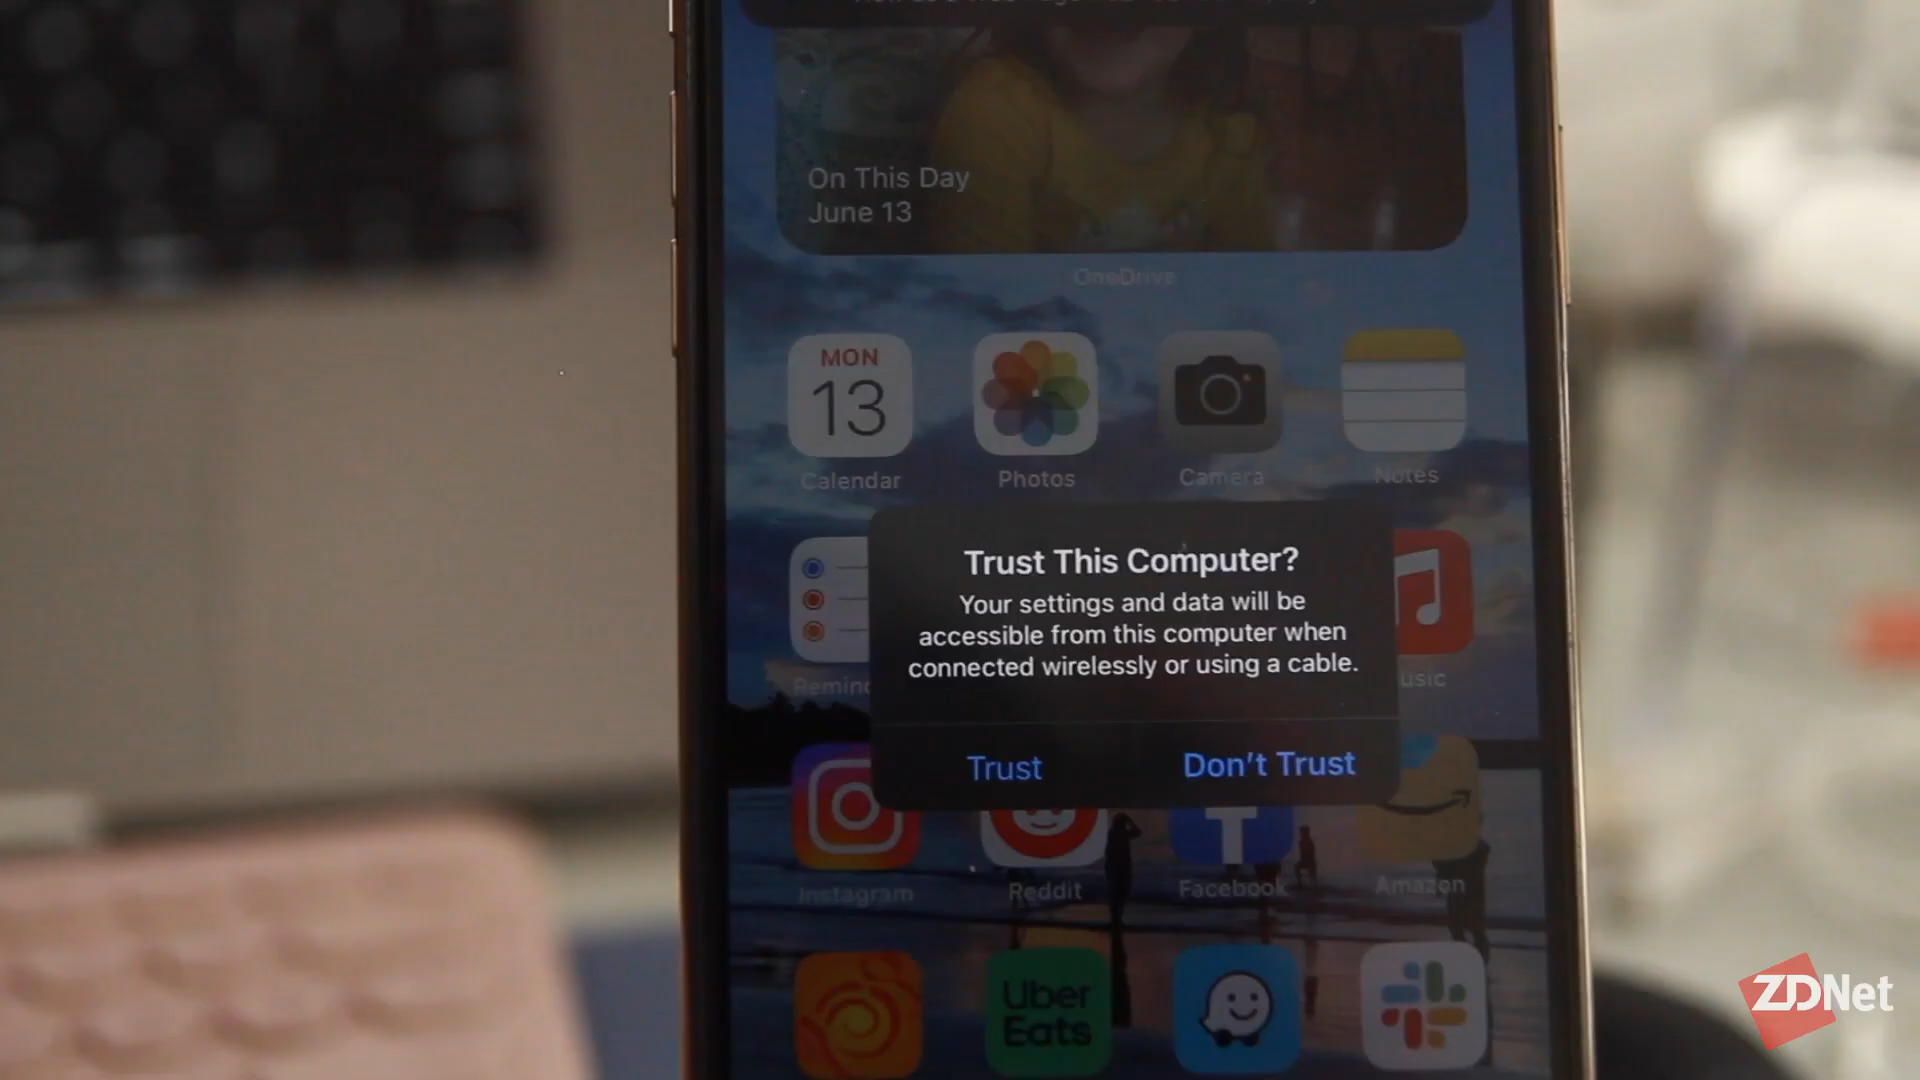 On This Day
June 13
OneDrive
MON
13
Calendar
Photos
Camera
Notes
Trust This Computer?
Your settings and data will be
accessible from this computer when
connected wirelessly or using a cable.
Remin
usic
Trust
Don't Trust
Instagram
Reddit
Facebook
Amazon
Uber
Eats
ZDNet